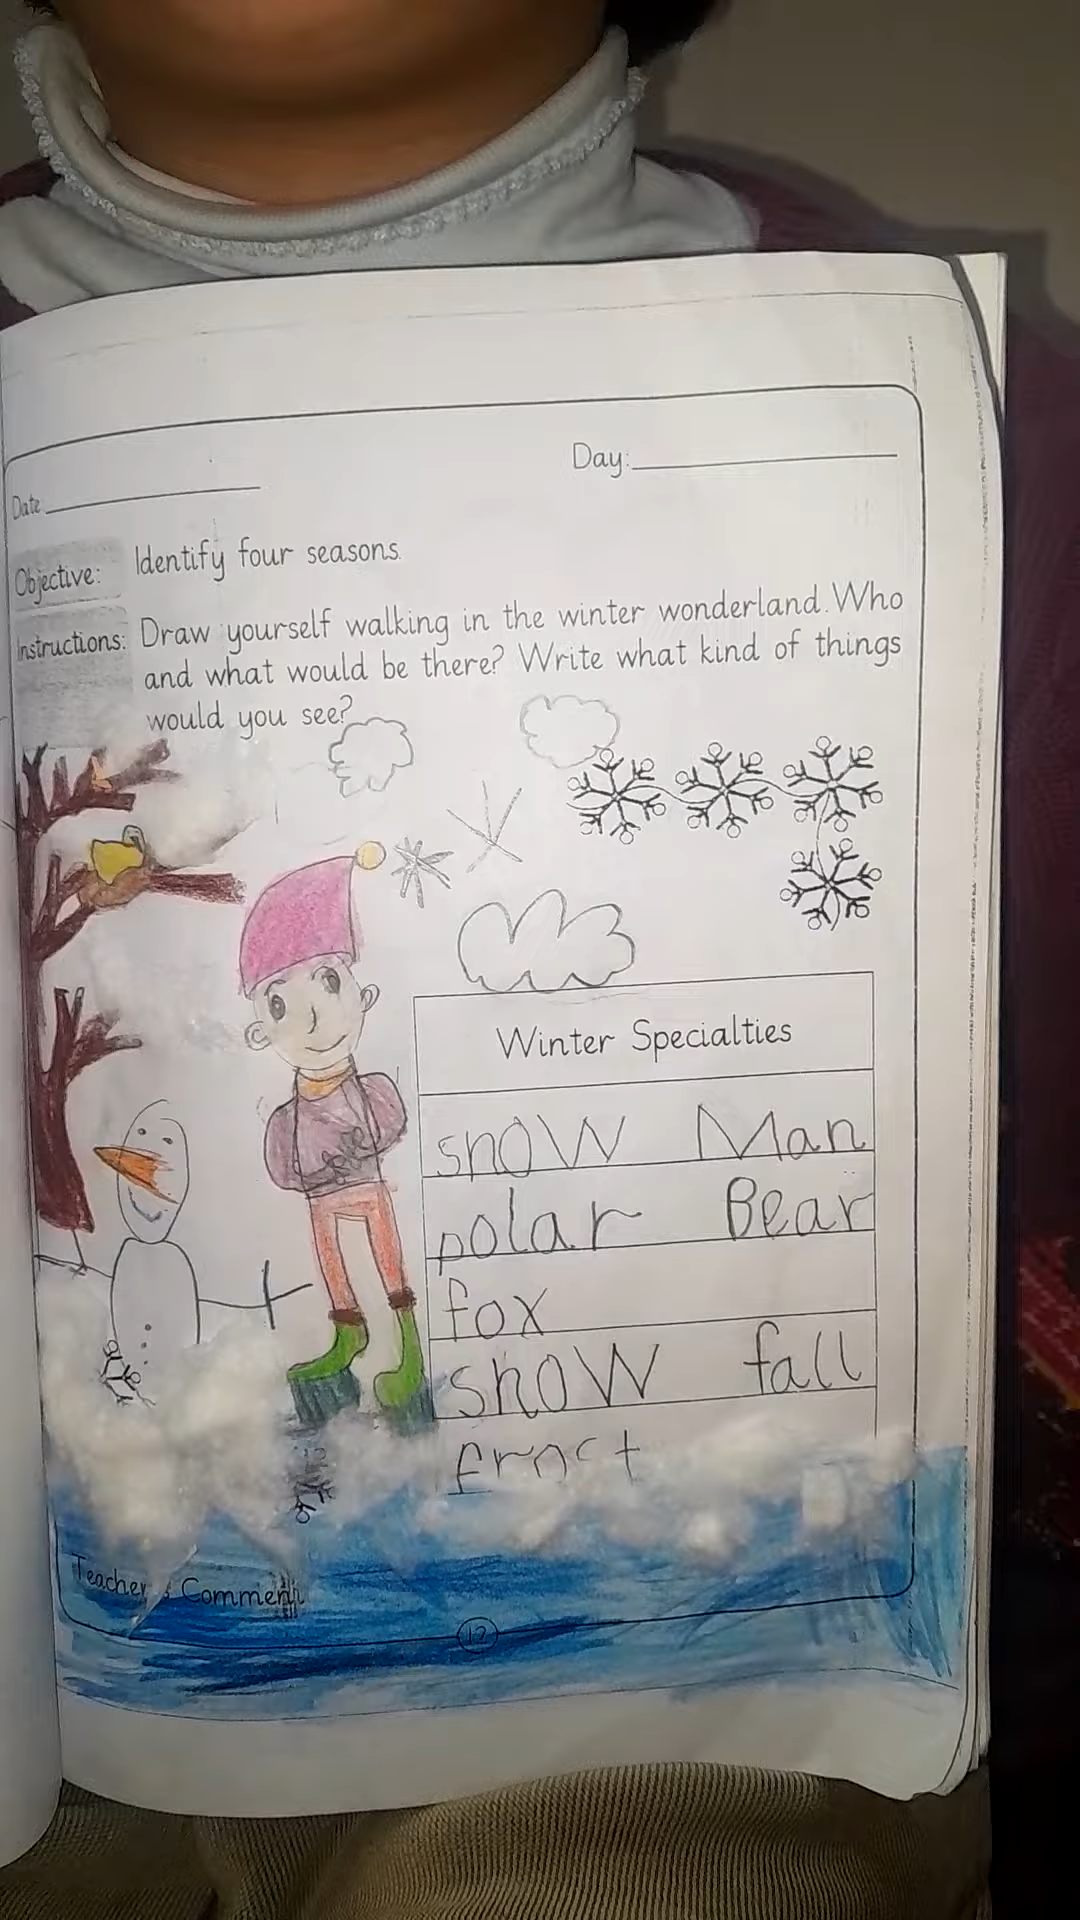 Day:
Date
Objective: Identify four seasons.
Instructions: Draw yourself walking in the winter wonderland. Who
and what would be there? Write what kind of things
would you see?
Winter Specialties
snow Man
polar Bear
fox
snow fall
frost
Teacher s Comment
17